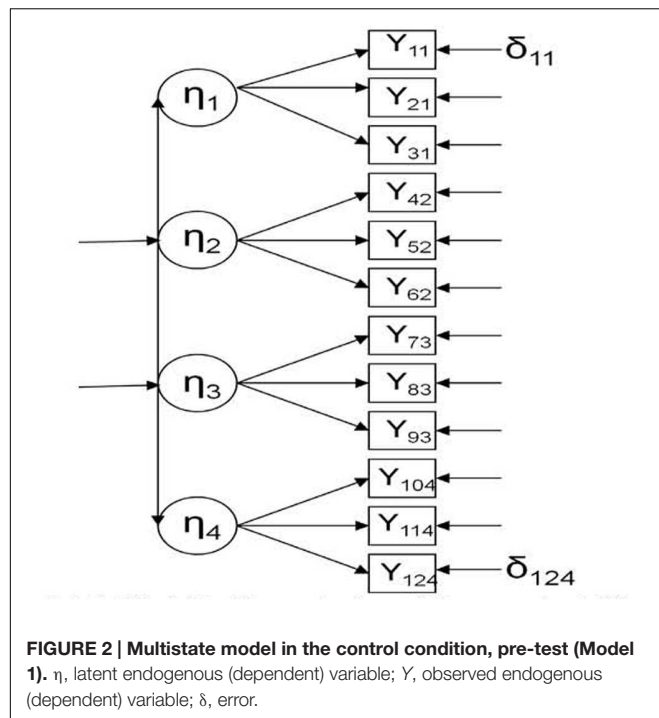 Y11
δ11
η1
Y21
Y31
Y42
η2
Y52
Y62
Y73
η3
Y83
Y93
Y104
η4
Y114
Y124
δ124
FIGURE 2 | Multistate model in the control condition, pre-test (Model
1). η, latent endogenous (dependent) variable; Y, observed endogenous
(dependent) variable; δ, error.